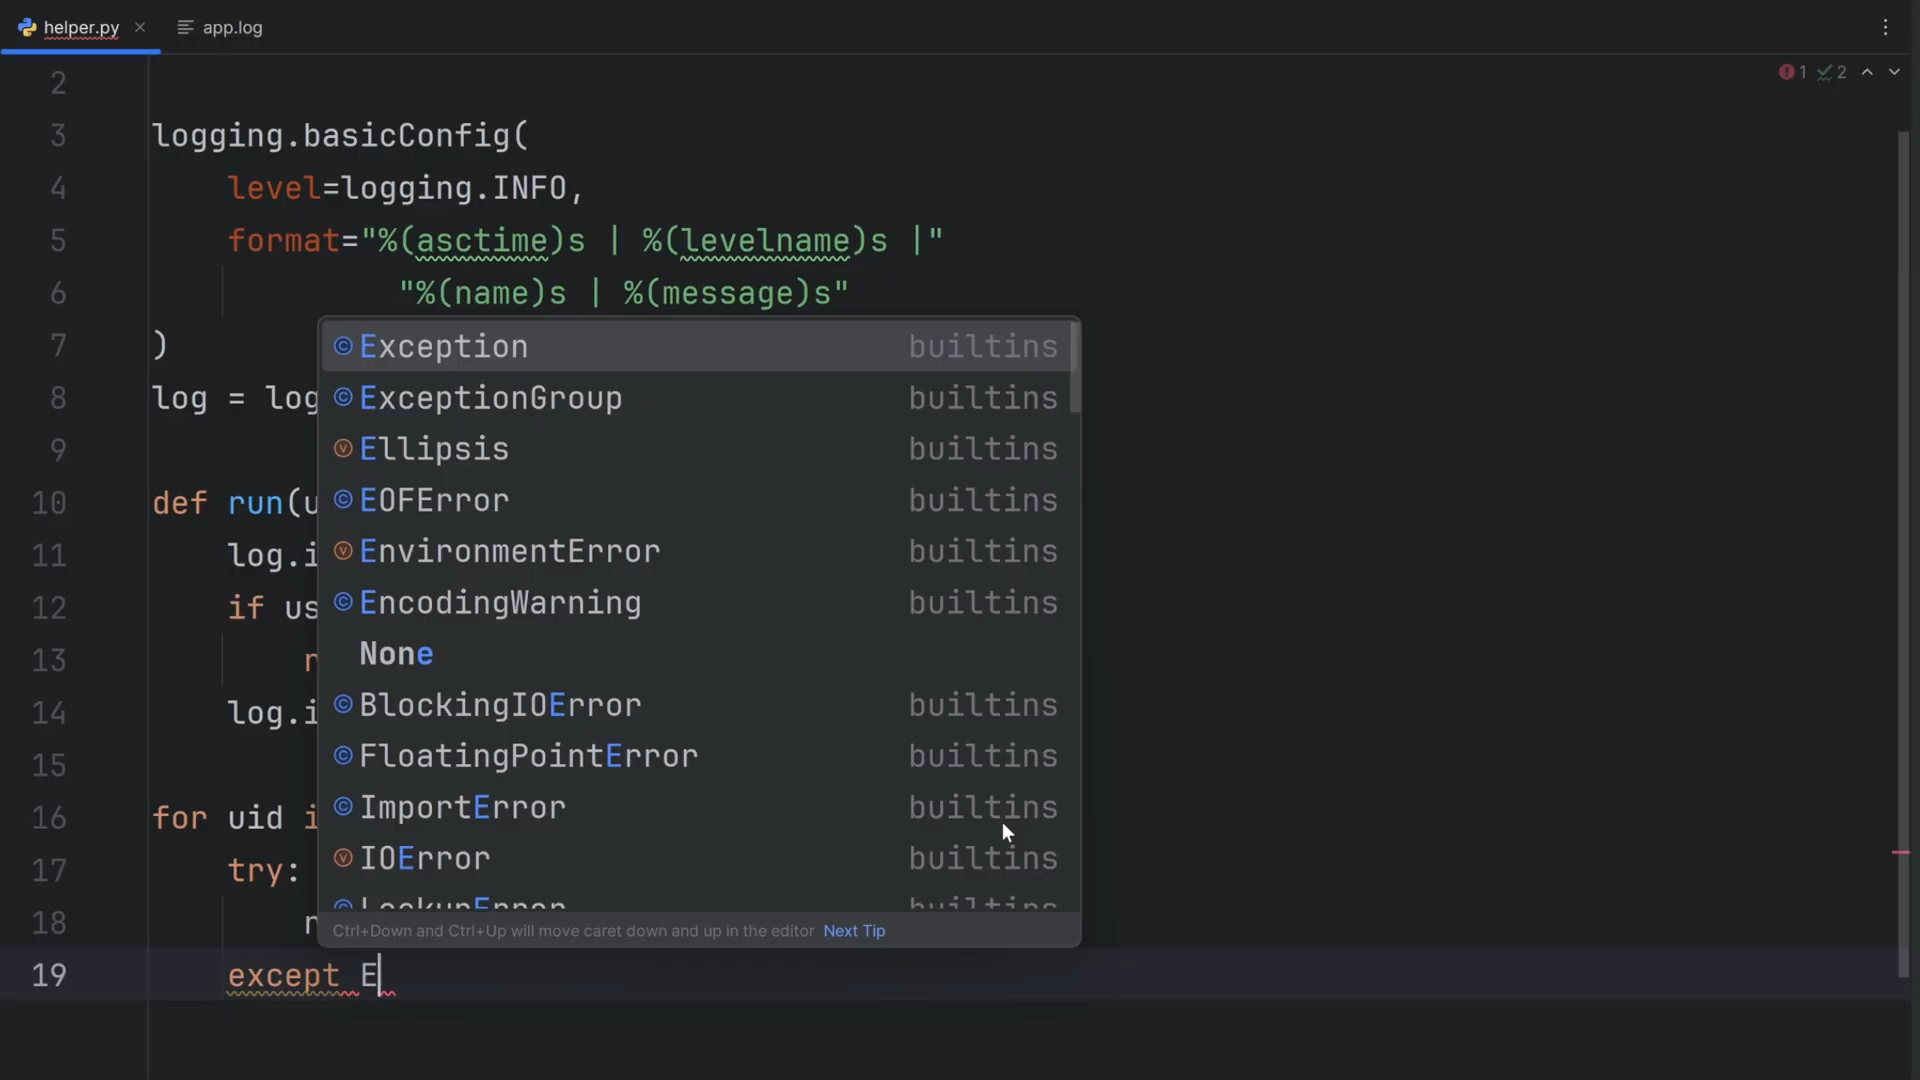 helper.py
app.log
1
2
2
3 logging.basicConfig(
4 level=logging.INFO,
5 format="%(asctime)s | %(levelname)s |"
6 "%(name)s | %(message)s"
7 )
8 log = log
9
10 def run(u
11 log.i
12 if us
13
14 log.i
15
16 for uid i
17 try:
18
19 except E
Exception builtins
ExceptionGroup builtins
Ellipsis builtins
EOFError builtins
EnvironmentError builtins
EncodingWarning builtins
None
BlockingIOError builtins
FloatingPointError builtins
ImportError builtins
IOError builtins
LookupError builtins
Ctrl+Down and Ctrl+Up will move caret down and up in the editor Next Tip